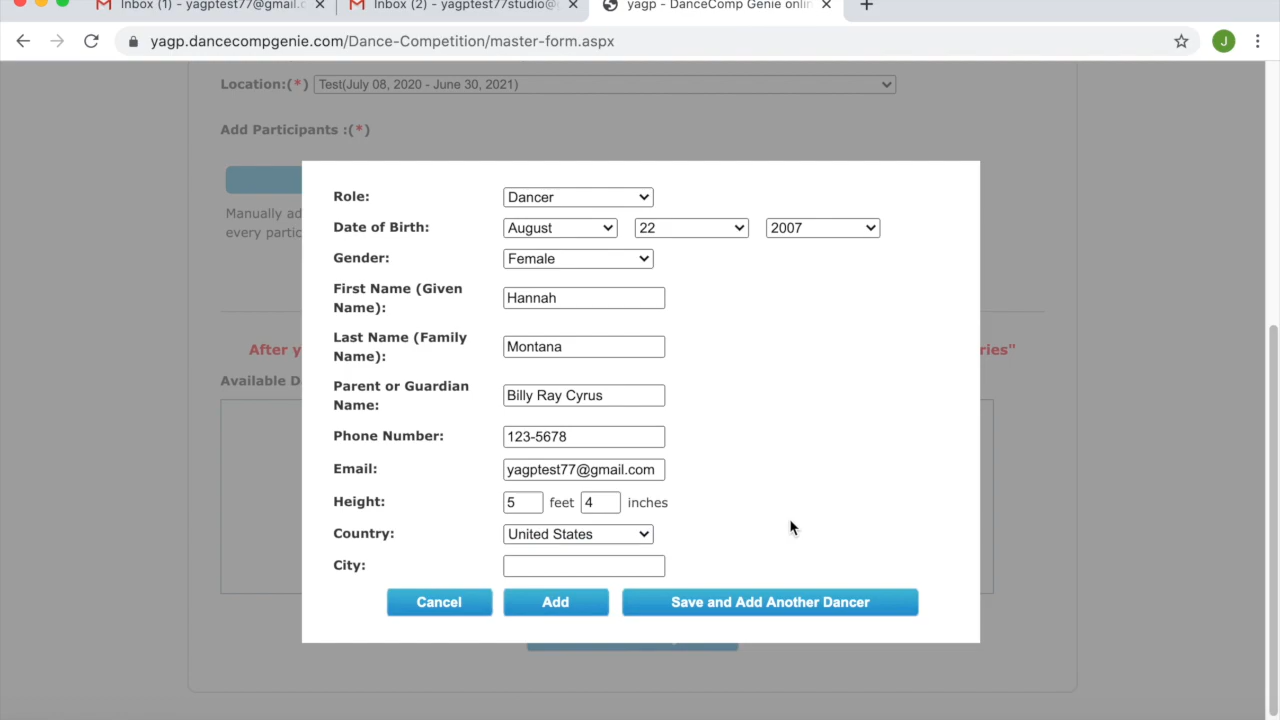 Inbox (1) - yagptest77@gmail.c
Inbox (2) - yagptest77studio@
yagp - DanceComp Genie onlin
yagp.dancecompgenie.com/Dance-Competition/master-form.aspx
J
Location:(*) Test(July 08, 2020 - June 30, 2021)
Add Participants :(*)
Manually ad
every partic
After y
ries"
Available D
Role: Dancer
Date of Birth: August 22 2007
Gender: Female
First Name (Given
Name): Hannah
Last Name (Family
Name): Montana
Parent or Guardian
Name: Billy Ray Cyrus
Phone Number: 123-5678
Email: yagptest77@gmail.com
Height: 5 feet 4 inches
Country: United States
City:
Cancel Add Save and Add Another Dancer